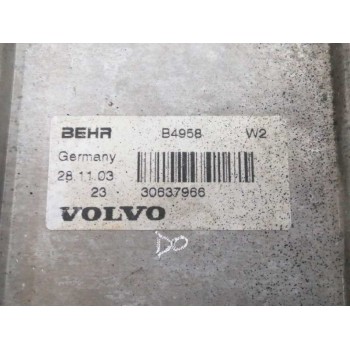 BEHR B4958 W2
Germany
28.11.03
23 30637966
VOLVO
DO